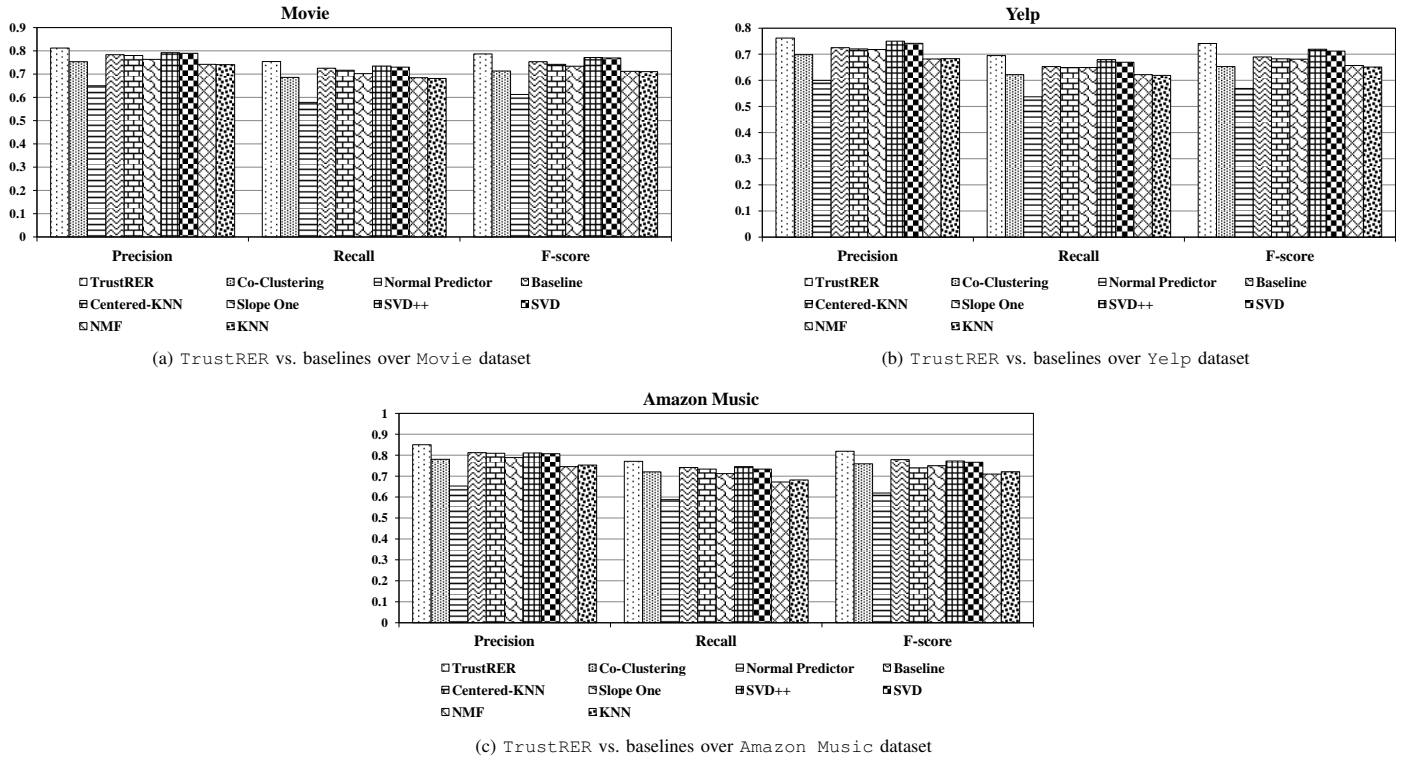 Movie
0.9
0.8
0.7
0.6
0.5
0.4
0.3
0.2
0.1
0
Precision Recall F-score
TrustRER Co-Clustering Normal Predictor Baseline
Centered-KNN Slope One SVD++ SVD
NMF KNN
(a) TrustRER vs. baselines over Movie dataset
Yelp
0.8
0.7
0.6
0.5
0.4
0.3
0.2
0.1
0
Precision Recall F-score
TrustRER Co-Clustering Normal Predictor Baseline
Centered-KNN Slope One SVD++ SVD
NMF KNN
(b) TrustRER vs. baselines over Yelp dataset
Amazon Music
1
0.9
0.8
0.7
0.6
0.5
0.4
0.3
0.2
0.1
0
Precision Recall F-score
TrustRER Co-Clustering Normal Predictor Baseline
Centered-KNN Slope One SVD++ SVD
NMF KNN
(c) TrustRER vs. baselines over Amazon Music dataset